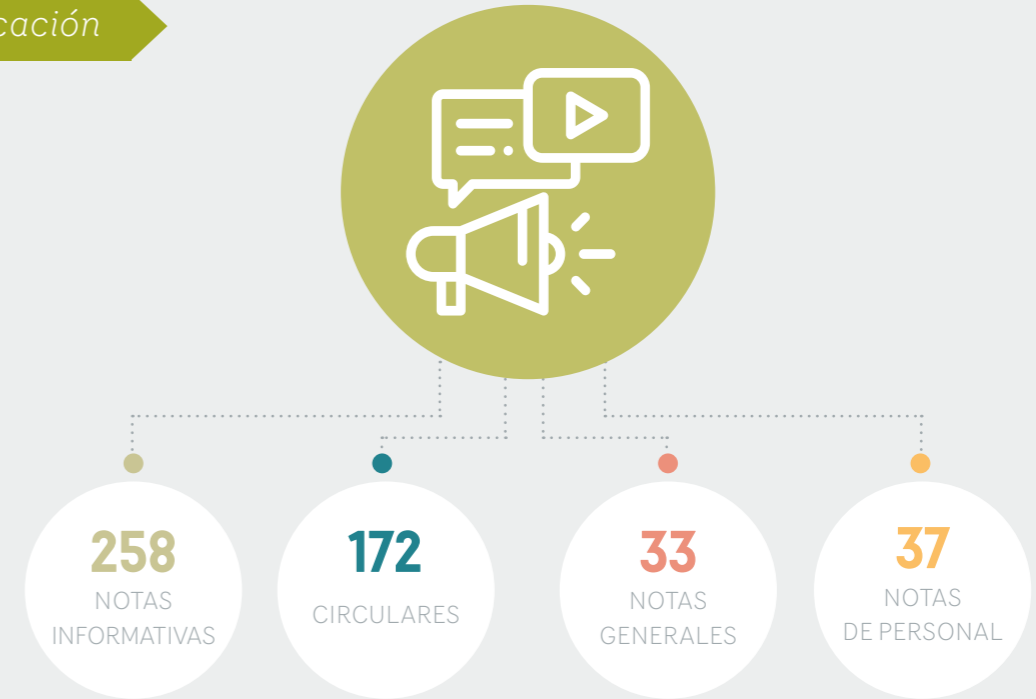 cación
258
NOTAS
INFORMATIVAS
172
CIRCULARES
33
NOTAS
GENERALES
37
NOTAS
DE PERSONAL